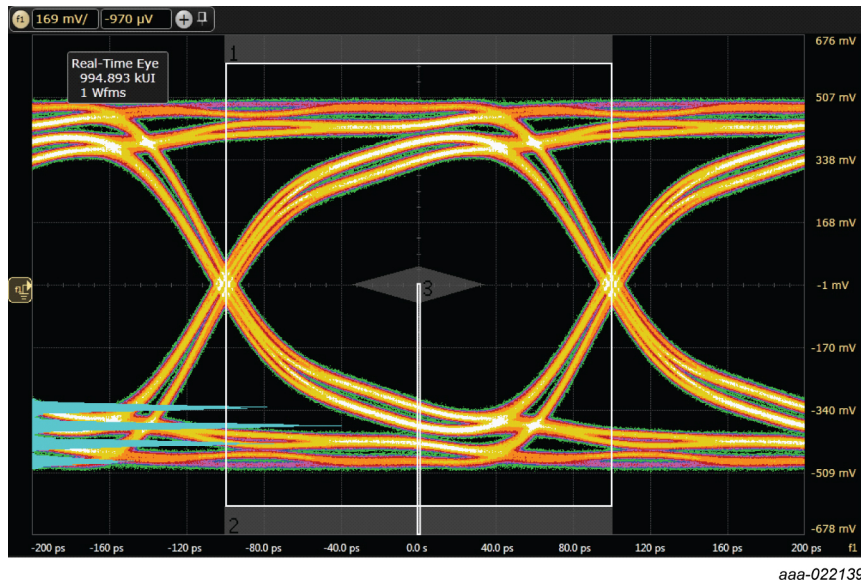 f1 169 mV/ -970 µV +
1
676 mV
Real-Time Eye
994.893 kUI
1 Wfms
507 mV
338 mV
168 mV
3
f1
-1 mV
-170 mV
-340 mV
-509 mV
2
-678 mV
-200 ps -160 ps -120 ps -80.0 ps -40.0 ps 0.0 s 40.0 ps 80.0 ps 120 ps 160 ps 200 ps f1
aaa-022139